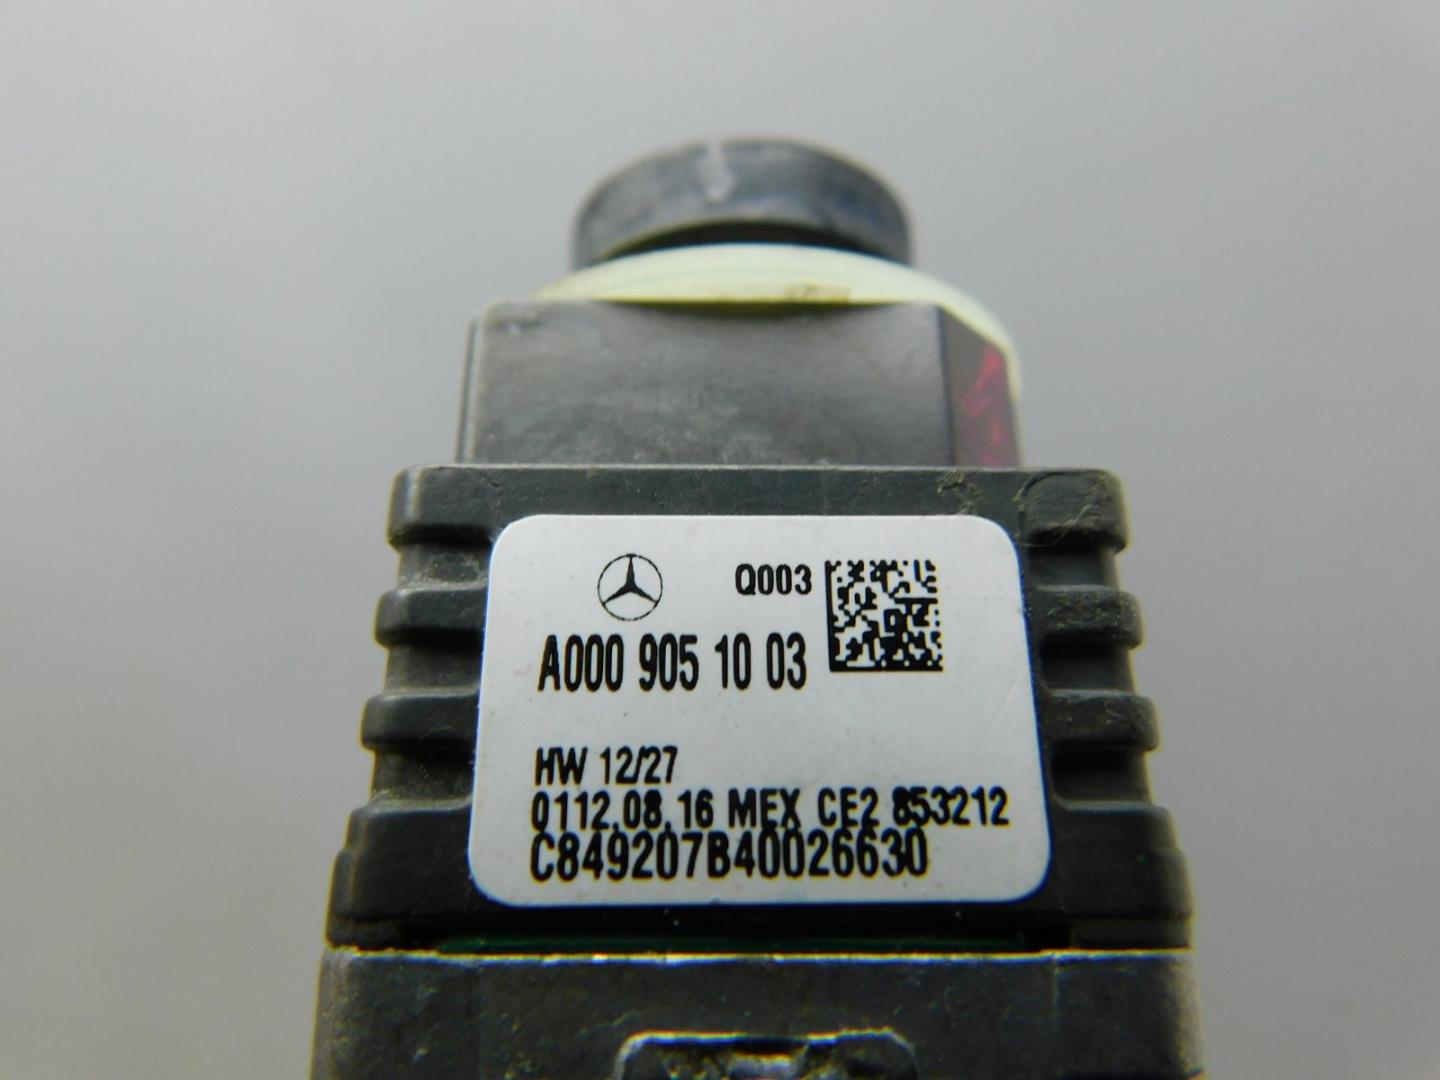 Q003
A000 905 10 03
HW 12/27
0112.08.16 MEX CE2 853212
C849207B40026630